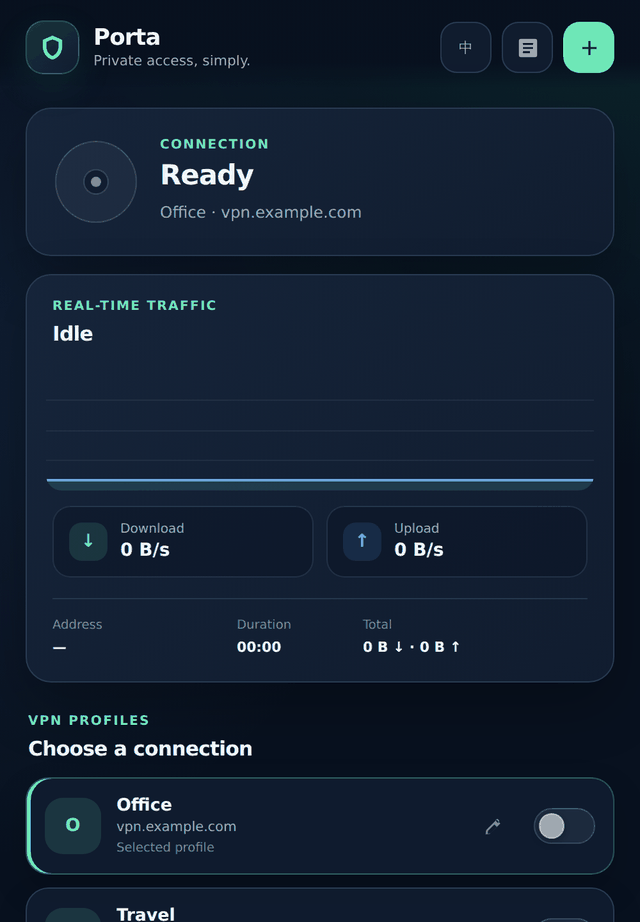 Porta
Private access, simply.
中
+
CONNECTION
Ready
Office · vpn.example.com
REAL-TIME TRAFFIC
Idle
↓ Download
0 B/s
↑ Upload
0 B/s
Address Duration Total
— 00:00 0 B ↓ · 0 B ↑
VPN PROFILES
Choose a connection
O
Office
vpn.example.com
Selected profile
Travel